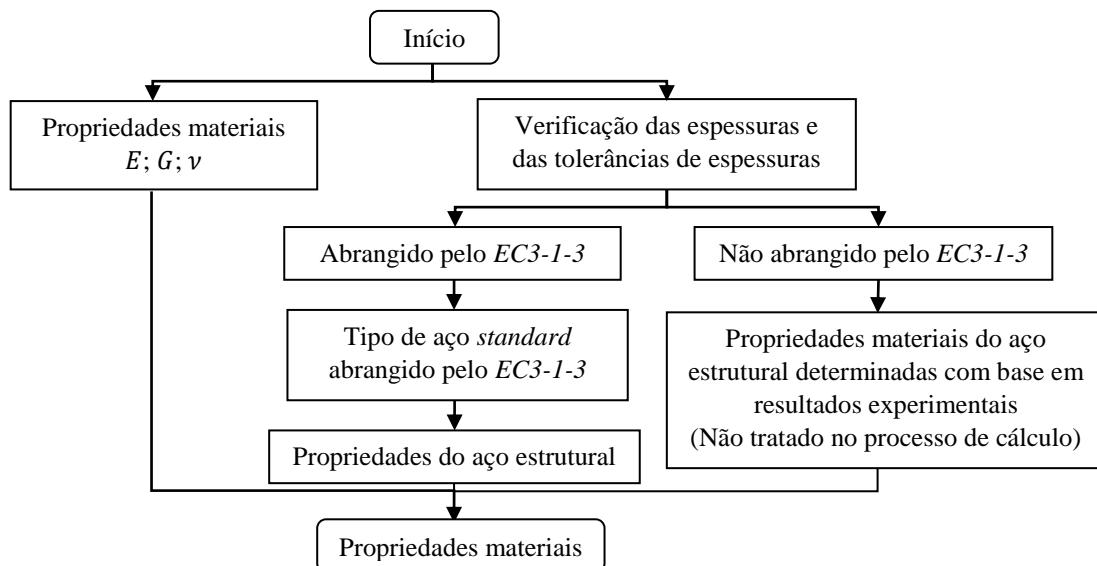 Início
Propriedades materiais
E; G; ν
Verificação das espessuras e
das tolerâncias de espessuras
Abrangido pelo EC3-1-3
Não abrangido pelo EC3-1-3
Tipo de aço standard
abrangido pelo EC3-1-3
Propriedades materiais do aço
estrutural determinadas com base em
resultados experimentais
(Não tratado no processo de cálculo)
Propriedades do aço estrutural
Propriedades materiais